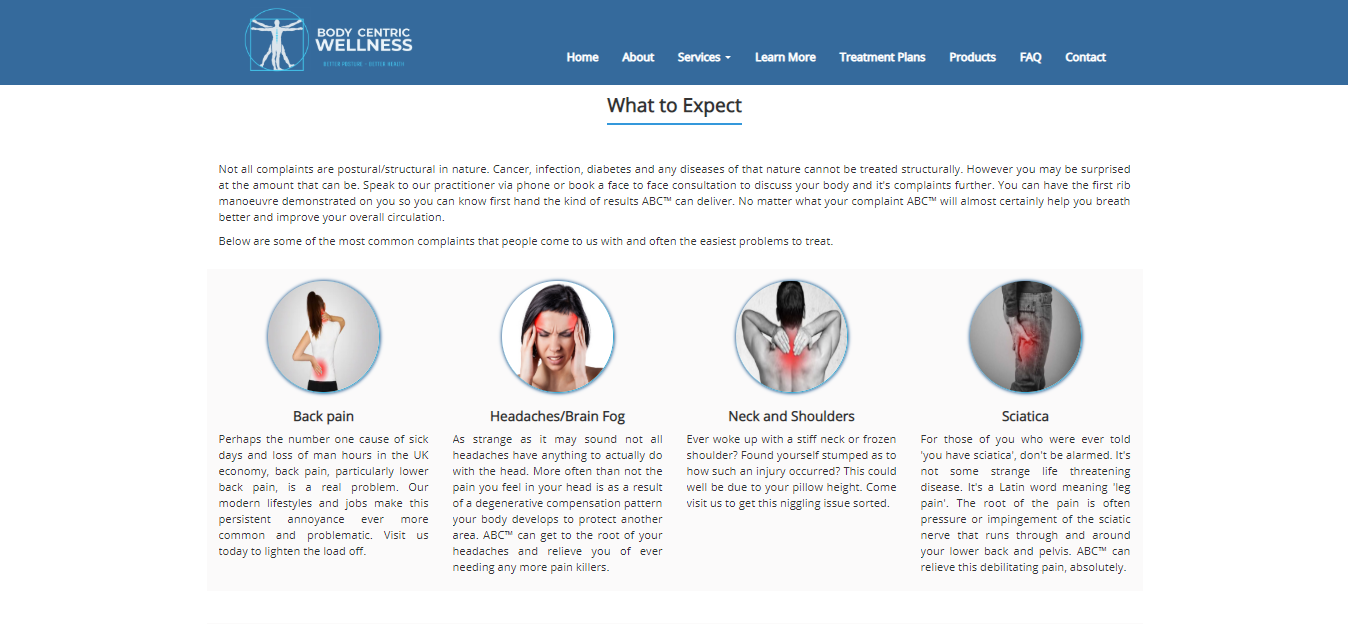 BODY CENTRIC
WELLNESS
BETTER POSTURE - BETTER HEALTH
Home About Services Learn More Treatment Plans Products FAQ Contact
What to Expect
Not all complaints are postural/structural in nature. Cancer, infection, diabetes and any diseases of that nature cannot be treated structurally. However you may be surprised
at the amount that can be. Speak to our practitioner via phone or book a face to face consultation to discuss your body and it's complaints further. You can have the first rib
manoeuvre demonstrated on you so you can know first hand the kind of results ABC™ can deliver. No matter what your complaint ABC™ will almost certainly help you breath
better and improve your overall circulation.
Below are some of the most common complaints that people come to us with and often the easiest problems to treat.
Back pain
Perhaps the number one cause of sick
days and loss of man hours in the UK
economy, back pain, particularly lower
back pain, is a real problem. Our
modern lifestyles and jobs make this
persistent annoyance ever more
common and problematic. Visit us
today to lighten the load off.
Headaches/Brain Fog
As strange as it may sound not all
headaches have anything to actually do
with the head. More often than not the
pain you feel in your head is as a result
of a degenerative compensation pattern
your body develops to protect another
area. ABC™ can get to the root of your
headaches and relieve you of ever
needing any more pain killers.
Neck and Shoulders
Ever woke up with a stiff neck or frozen
shoulder? Found yourself stumped as to
how such an injury occurred? This could
well be due to your pillow height. Come
visit us to get this niggling issue sorted.
Sciatica
For those of you who were ever told
'you have sciatica', don't be alarmed. It's
not some strange life threatening
disease. It's a Latin word meaning 'leg
pain'. The root of the pain is often
pressure or impingement of the sciatic
nerve that runs through and around
your lower back and pelvis. ABC™ can
relieve this debilitating pain, absolutely.